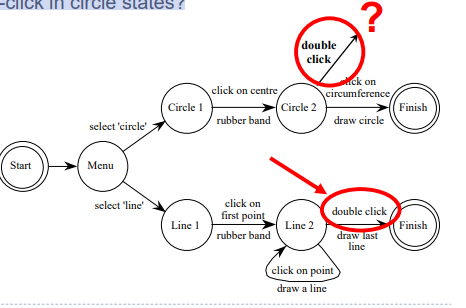 -click in circle states?
?
double
click
click on centre
click on
circumference
Circle 1
Circle 2
Finish
rubber band
draw circle
select 'circle'
Start
Menu
select 'line'
click on
first point
double click
Line 1
Line 2
Finish
rubber band
draw last
line
click on point
draw a line